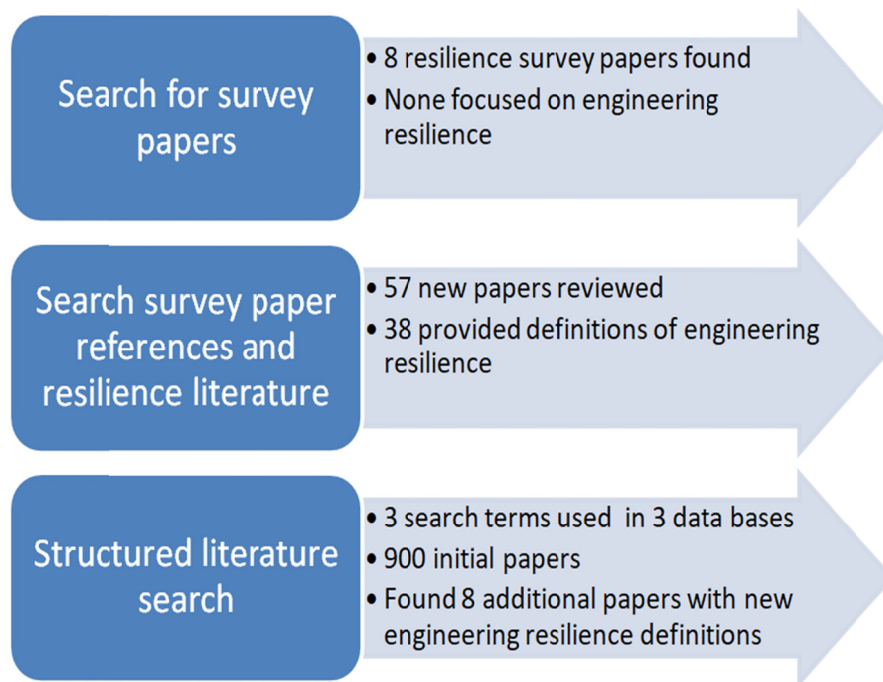 Search for survey
papers
• 8 resilience survey papers found
• None focused on engineering
resilience
Search survey paper
references and
resilience literature
• 57 new papers reviewed
• 38 provided definitions of engineering
resilience
Structured literature
search
• 3 search terms used in 3 data bases
• 900 initial papers
• Found 8 additional papers with new
engineering resilience definitions